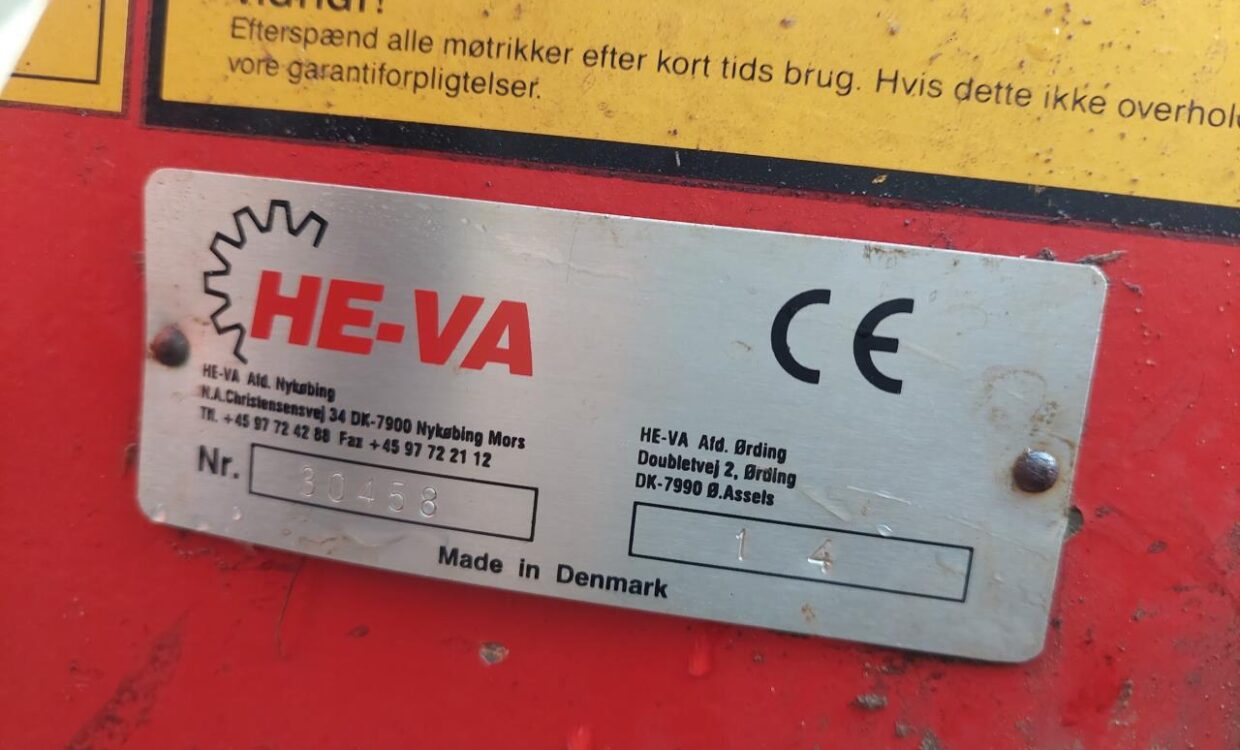 Efterspænd alle møtrikker efter kort tids brug. Hvis dette ikke
vore garantiforpligtelser.
HE-VA
CE
HE-VA Afd. Nykøbing
N.A.Christensensvej 34 DK-7900 Nykøbing Mors
Tlf. +45 97 72 42 88 Fax +45 97 72 21 12
Nr. 30458
HE-VA Afd. Ørding
Doubletvej 2, Ørding
DK-7990 Ø.Assels
14
Made in Denmark